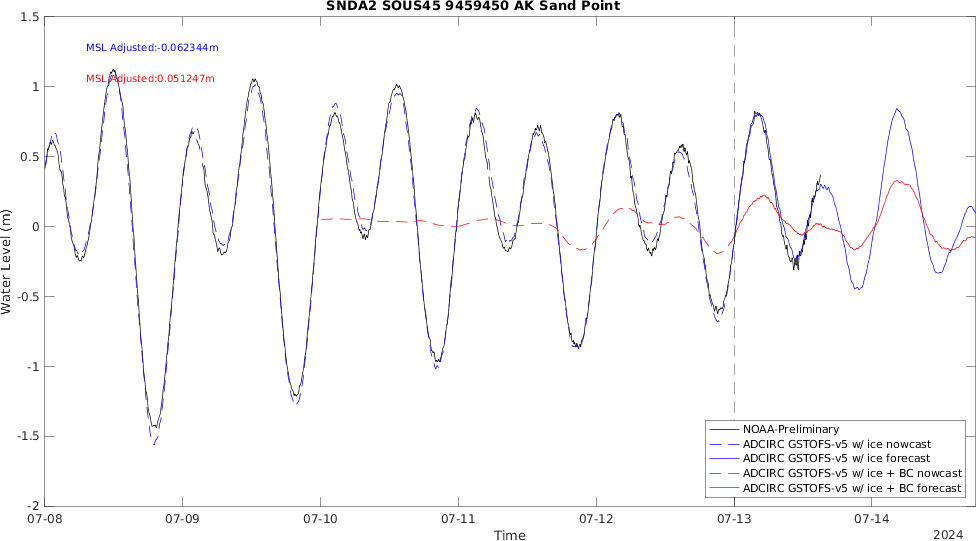 SNDA2 SOUS45 9459450 AK Sand Point
MSL Adjusted:-0.062344m
MSL Adjusted:0.051247m
1.5
1
0.5
0
-0.5
-1
-1.5
-2
Water Level (m)
NOAA-Preliminary
ADCIRC GSTOFS-v5 w/ ice nowcast
ADCIRC GSTOFS-v5 w/ ice forecast
ADCIRC GSTOFS-v5 w/ ice + BC nowcast
ADCIRC GSTOFS-v5 w/ ice + BC forecast
07-08 07-09 07-10 07-11 07-12 07-13 07-14
Time
2024